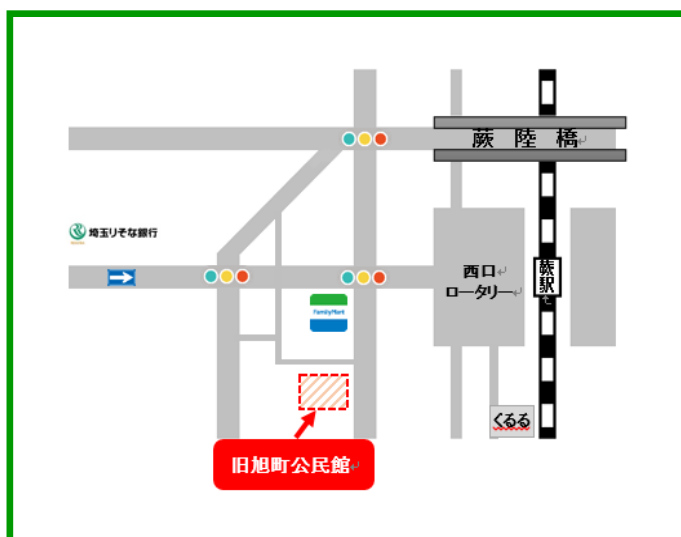 蕨 陸 橋
埼玉りそな銀行
西口
ロータリー
蕨駅
FamilyMart
くるる
旧旭町公民館